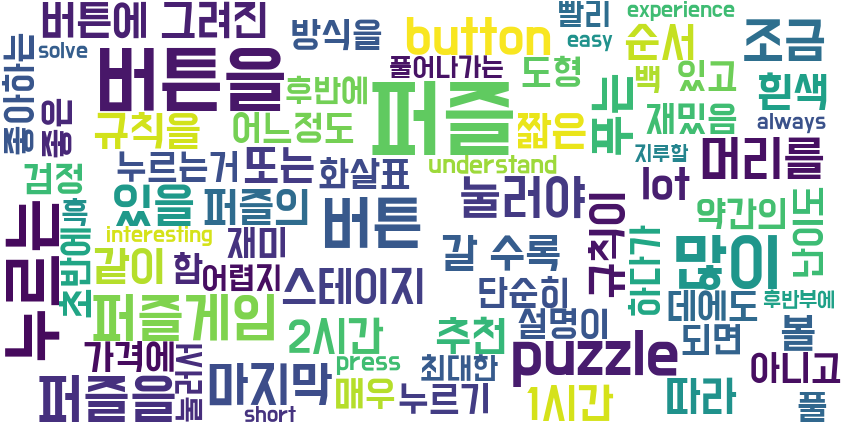 버튼에 그려진 방식을 button 빨리 experience
좋아하는 solve 버튼을 풀어나가는 easy 순서 조금
좋은 규칙을 후반에 어느정도 퍼즐 도형 짧은 푸는 백 있고 흰색
재밌음 always
검정 누르는거 또는 화살표 understand 지루할 머리를
흑 있을 퍼즐의 버튼 눌러야 lot 약간의
누르는 초반에 interesting 재미 갈 수록 규칙이 난이도
같이 함 어렵지 스테이지 단순히 하다가 많이
퍼즐게임 2시간 추천 설명이 데에도 후반부에
가격에 눌러서 press 최대한 puzzle 되면 볼
퍼즐을 마지막 매우 누르기 1시간 따라 아니고
short 풀